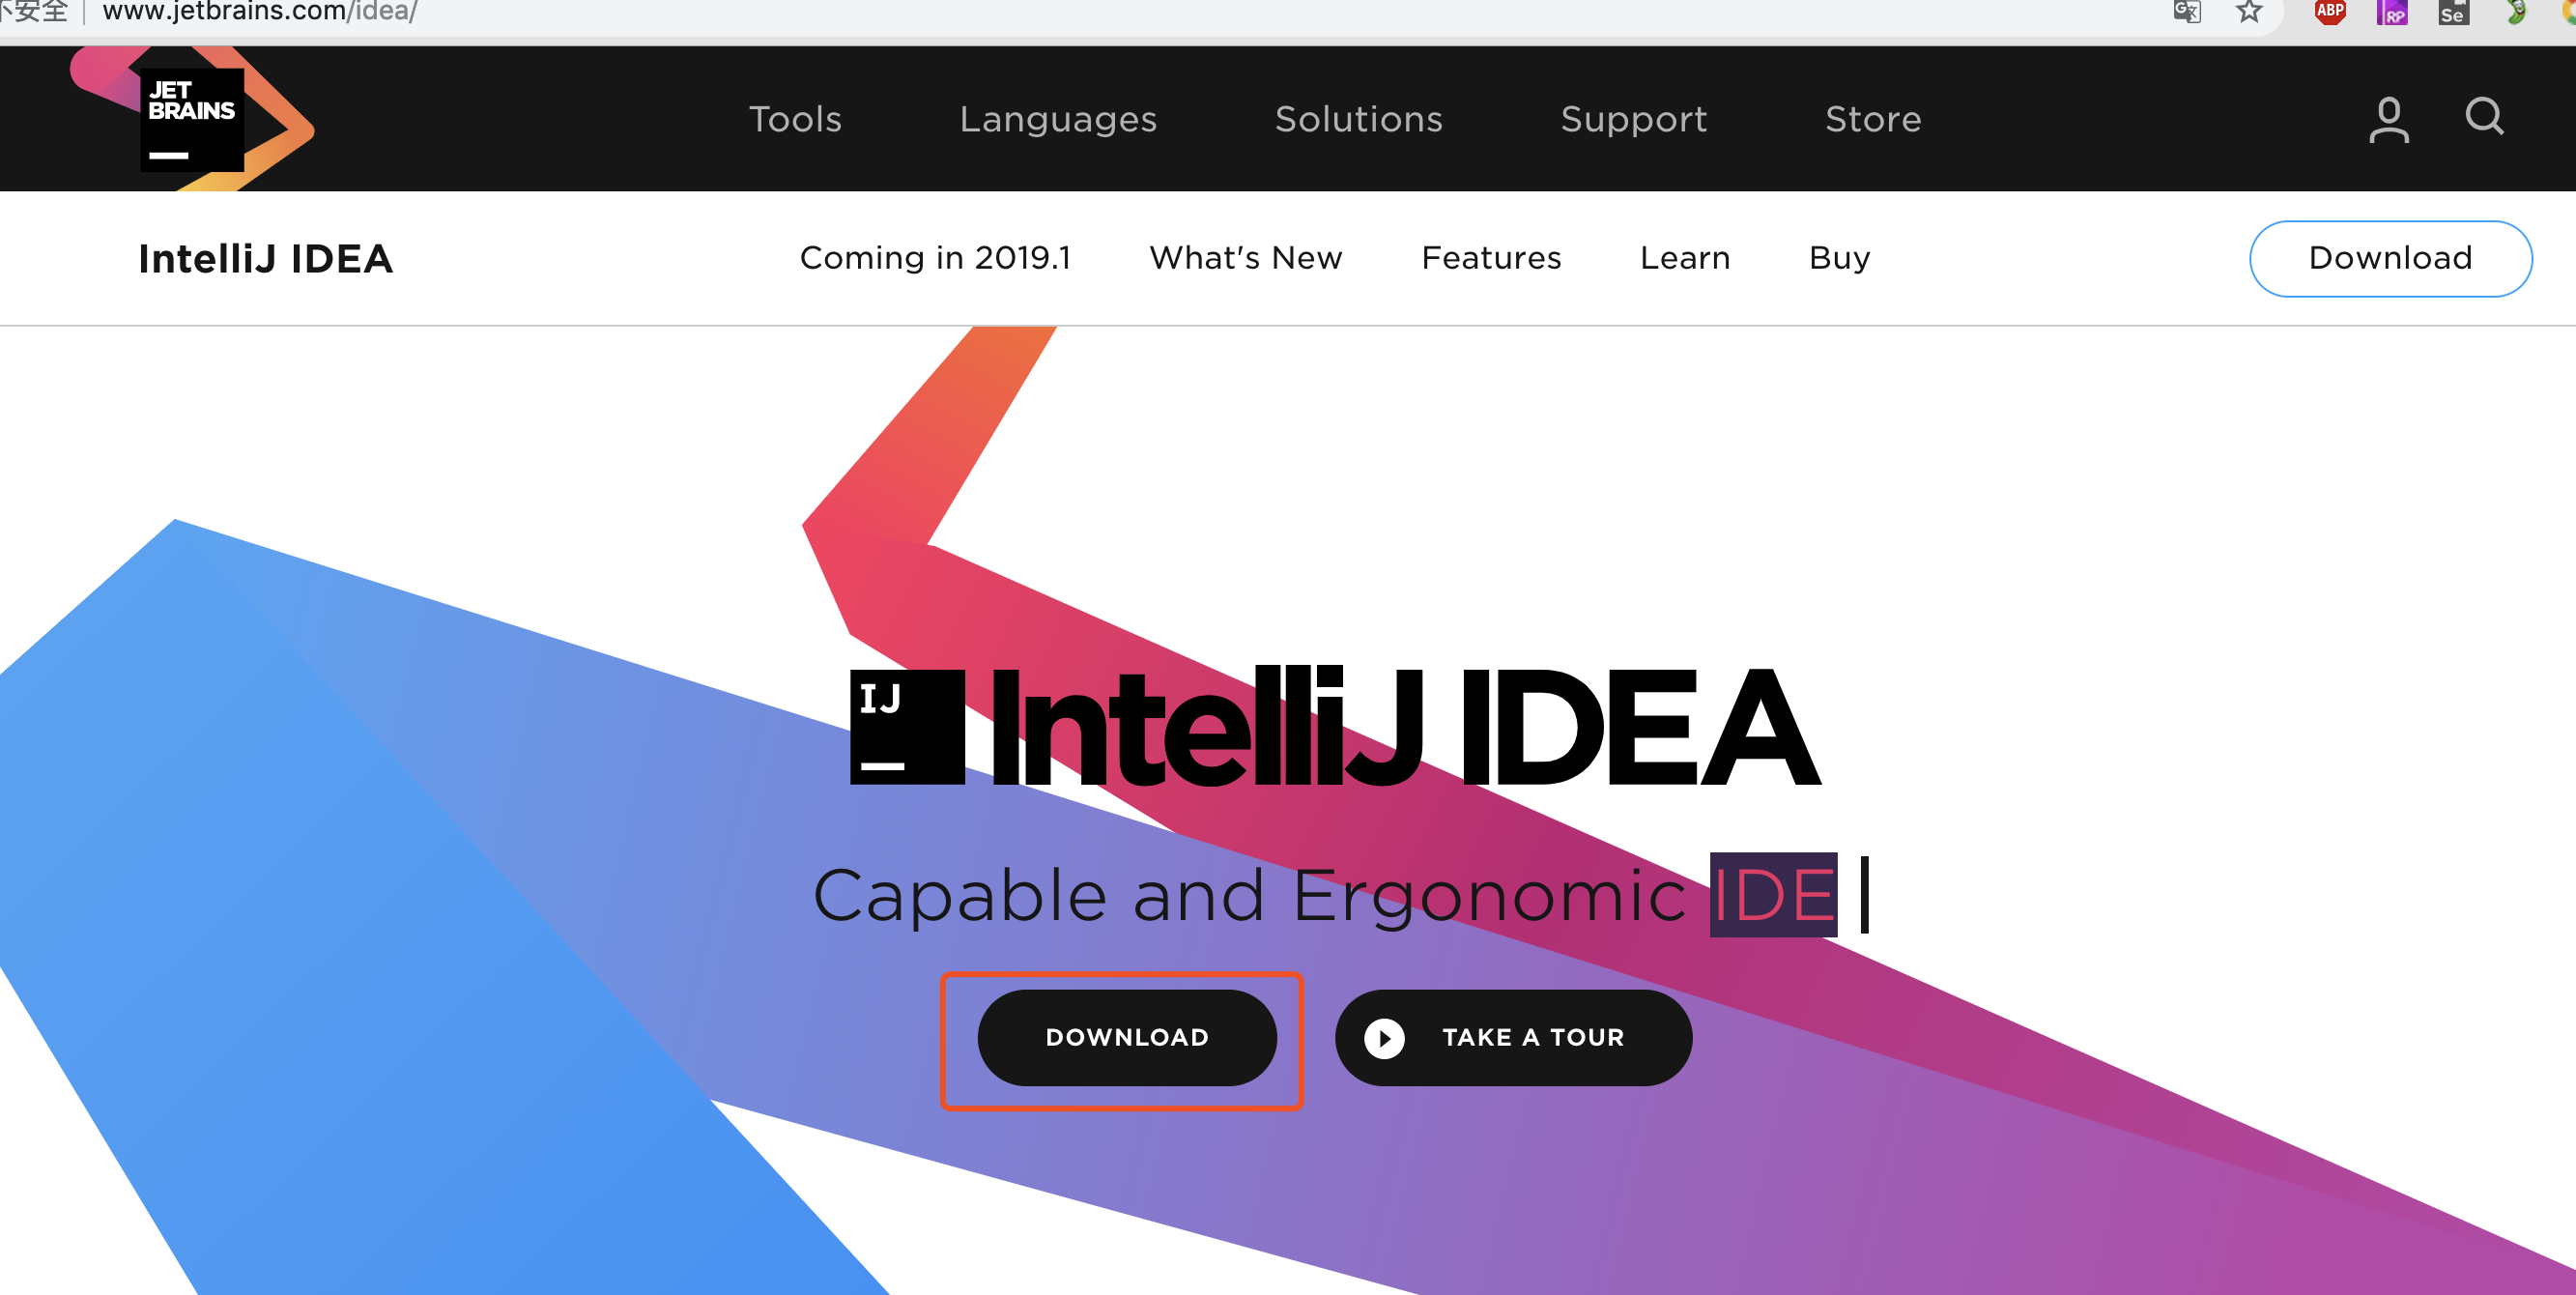 不安全 www.jetbrains.com/idea/
ABP RP Se
JET
BRAINS
Tools Languages Solutions Support Store
IntelliJ IDEA Coming in 2019.1 What's New Features Learn Buy Download
IJ IntelliJ IDEA
Capable and Ergonomic IDE
DOWNLOAD TAKE A TOUR